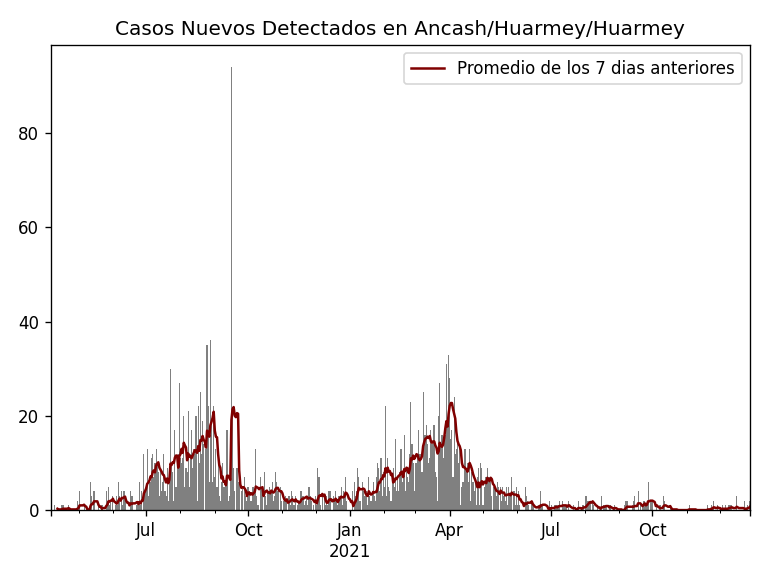 Casos Nuevos Detectados en Ancash/Huarmey/Huarmey
Promedio de los 7 dias anteriores
80
60
40
20
0
Jul Oct Jan Apr Jul Oct
2021